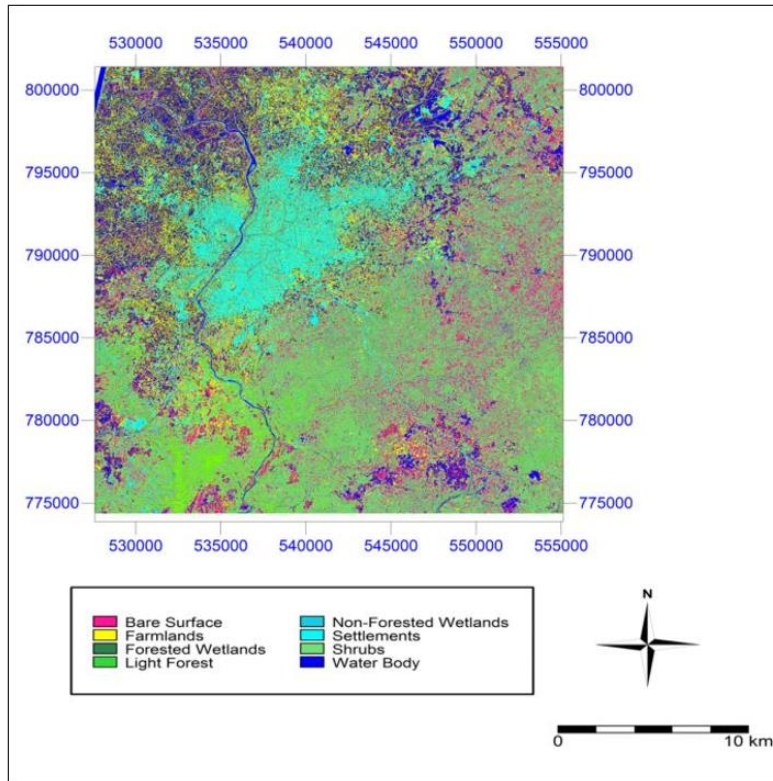 530000 535000 540000 545000 550000 555000
800000 800000
795000 795000
790000 790000
785000 785000
780000 780000
775000 775000
530000 535000 540000 545000 550000 555000
Bare Surface
Farmlands
Forested Wetlands
Light Forest
Non-Forested Wetlands
Settlements
Shrubs
Water Body
N
0 10 km